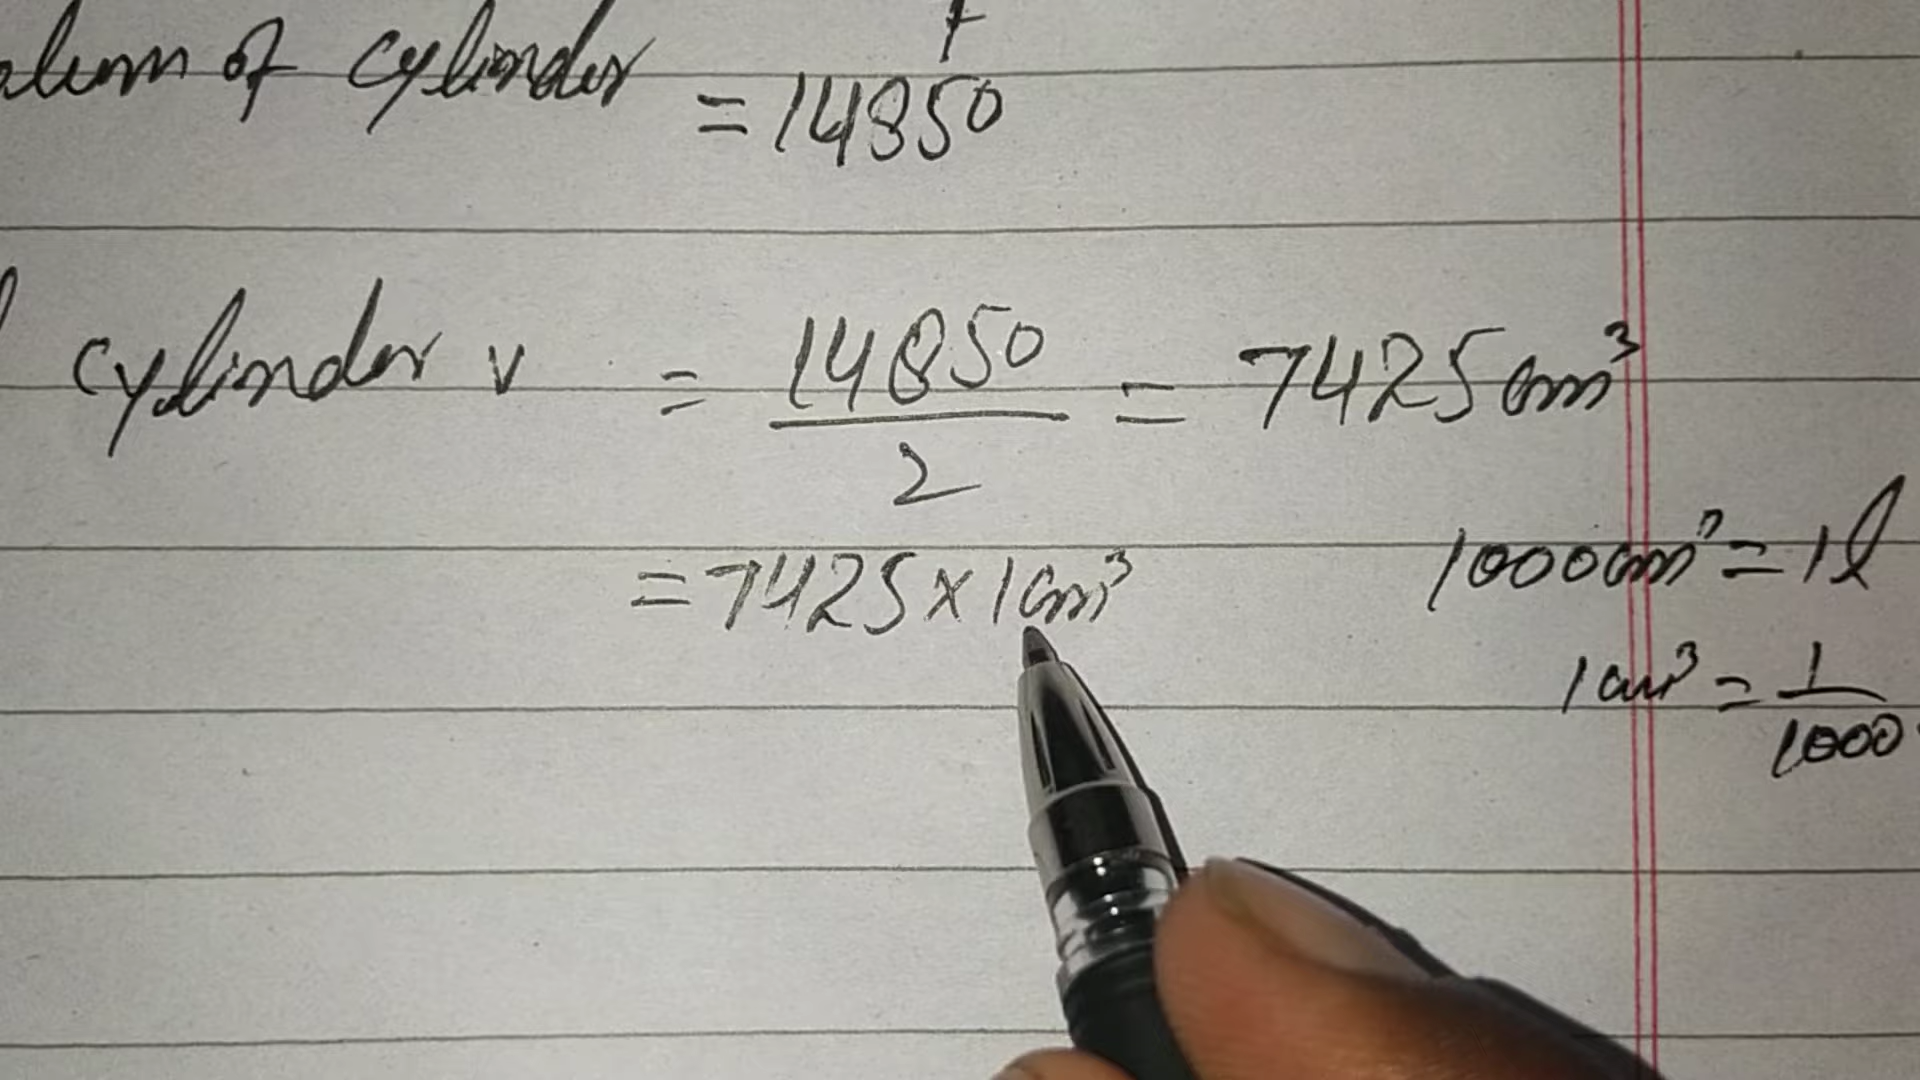 of cylinder = 14850
cylinder v = 14850/2 = 7425 cm³
= 7425 × 1 cm³
1000 cm³ = 1 l
1 cm³ = 1/1000